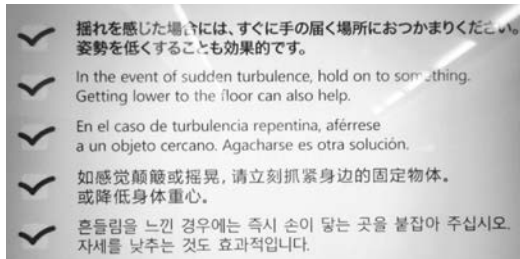 揺れを感じた場合には、すぐに手の届く場所におつかまりください。
姿勢を低くすることも効果的です。
In the event of sudden turbulence, hold on to something.
Getting lower to the floor can also help.
En el caso de turbulencia repentina, aférrese
a un objeto cercano. Agacharse es otra solución.
如感觉颠簸或摇晃，请立刻抓紧身边的固定物体。
或降低身体重心。
흔들림을 느낀 경우에는 즉시 손이 닿는 곳을 붙잡아 주십시오.
자세를 낮추는 것도 효과적입니다.